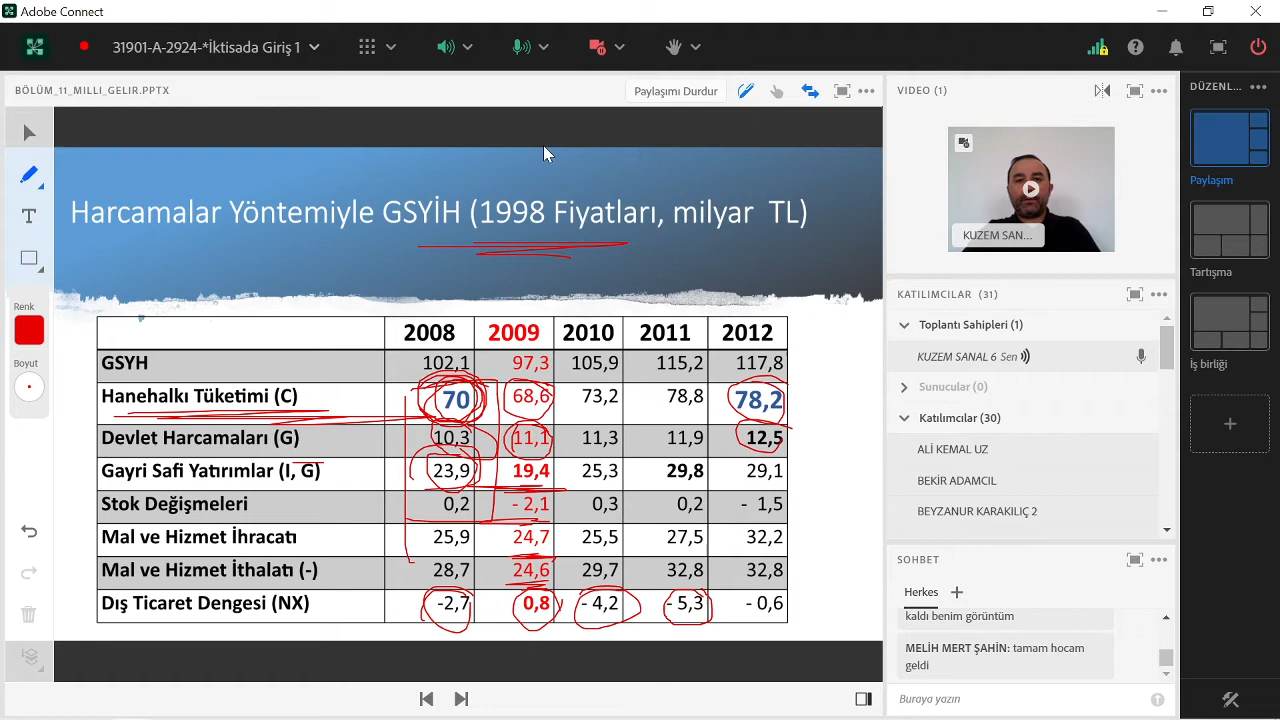 Adobe Connect
31901-A-2924-*İktisada Giriş 1
BÖLÜM_11_MILLI_GELIR.PPTX
Paylaşımı Durdur
Renk
Boyut
Harcamalar Yöntemiyle GSYİH (1998 Fiyatları, milyar TL)
2008 2009 2010 2011 2012
GSYH 102,1 97,3 105,9 115,2 117,8
Hanehalkı Tüketimi (C) 70 68,6 73,2 78,8 78,2
Devlet Harcamaları (G) 10,3 11,1 11,3 11,9 12,5
Gayri Safi Yatırımlar (I, G) 23,9 19,4 25,3 29,8 29,1
Stok Değişmeleri 0,2 - 2,1 0,3 0,2 - 1,5
Mal ve Hizmet İhracatı 25,9 24,7 25,5 27,5 32,2
Mal ve Hizmet İthalatı (-) 28,7 24,6 29,7 32,8 32,8
Dış Ticaret Dengesi (NX) -2,7 0,8 - 4,2 - 5,3 - 0,6
VIDEO (1)
KUZEM SAN...
KATILIMCILAR (31)
Toplantı Sahipleri (1)
KUZEM SANAL 6 Sen
Sunucular (0)
Katılımcılar (30)
ALİ KEMAL UZ
BEKİR ADAMCIL
BEYZANUR KARAKILIÇ 2
SOHBET
Herkes
kaldı benim görüntüm
MELİH MERT ŞAHİN: tamam hocam
geldi
Buraya yazın
DÜZENL...
Paylaşım
Tartışma
İş birliği